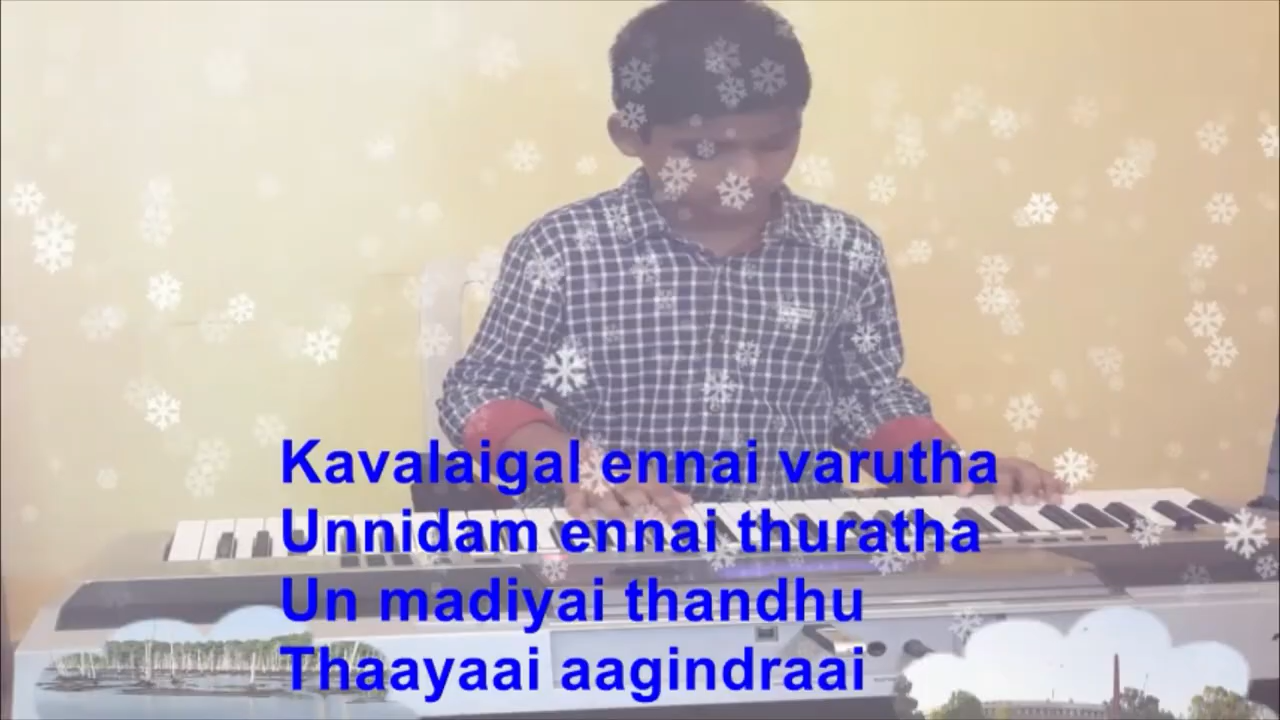 Kavalaigal ennai varutha
Unnidam ennai thuratha
Un madiyai thandhu
Thaayaai aagindraai